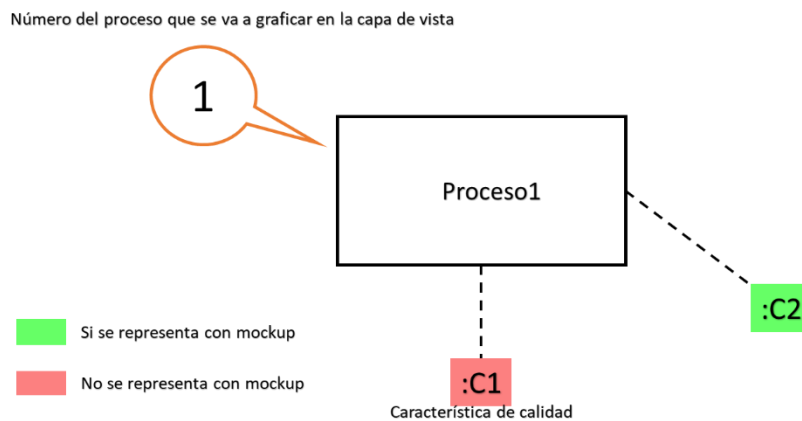 Número del proceso que se va a graficar en la capa de vista
1
Proceso1
:C2
Si se representa con mockup
No se representa con mockup
:C1
Característica de calidad